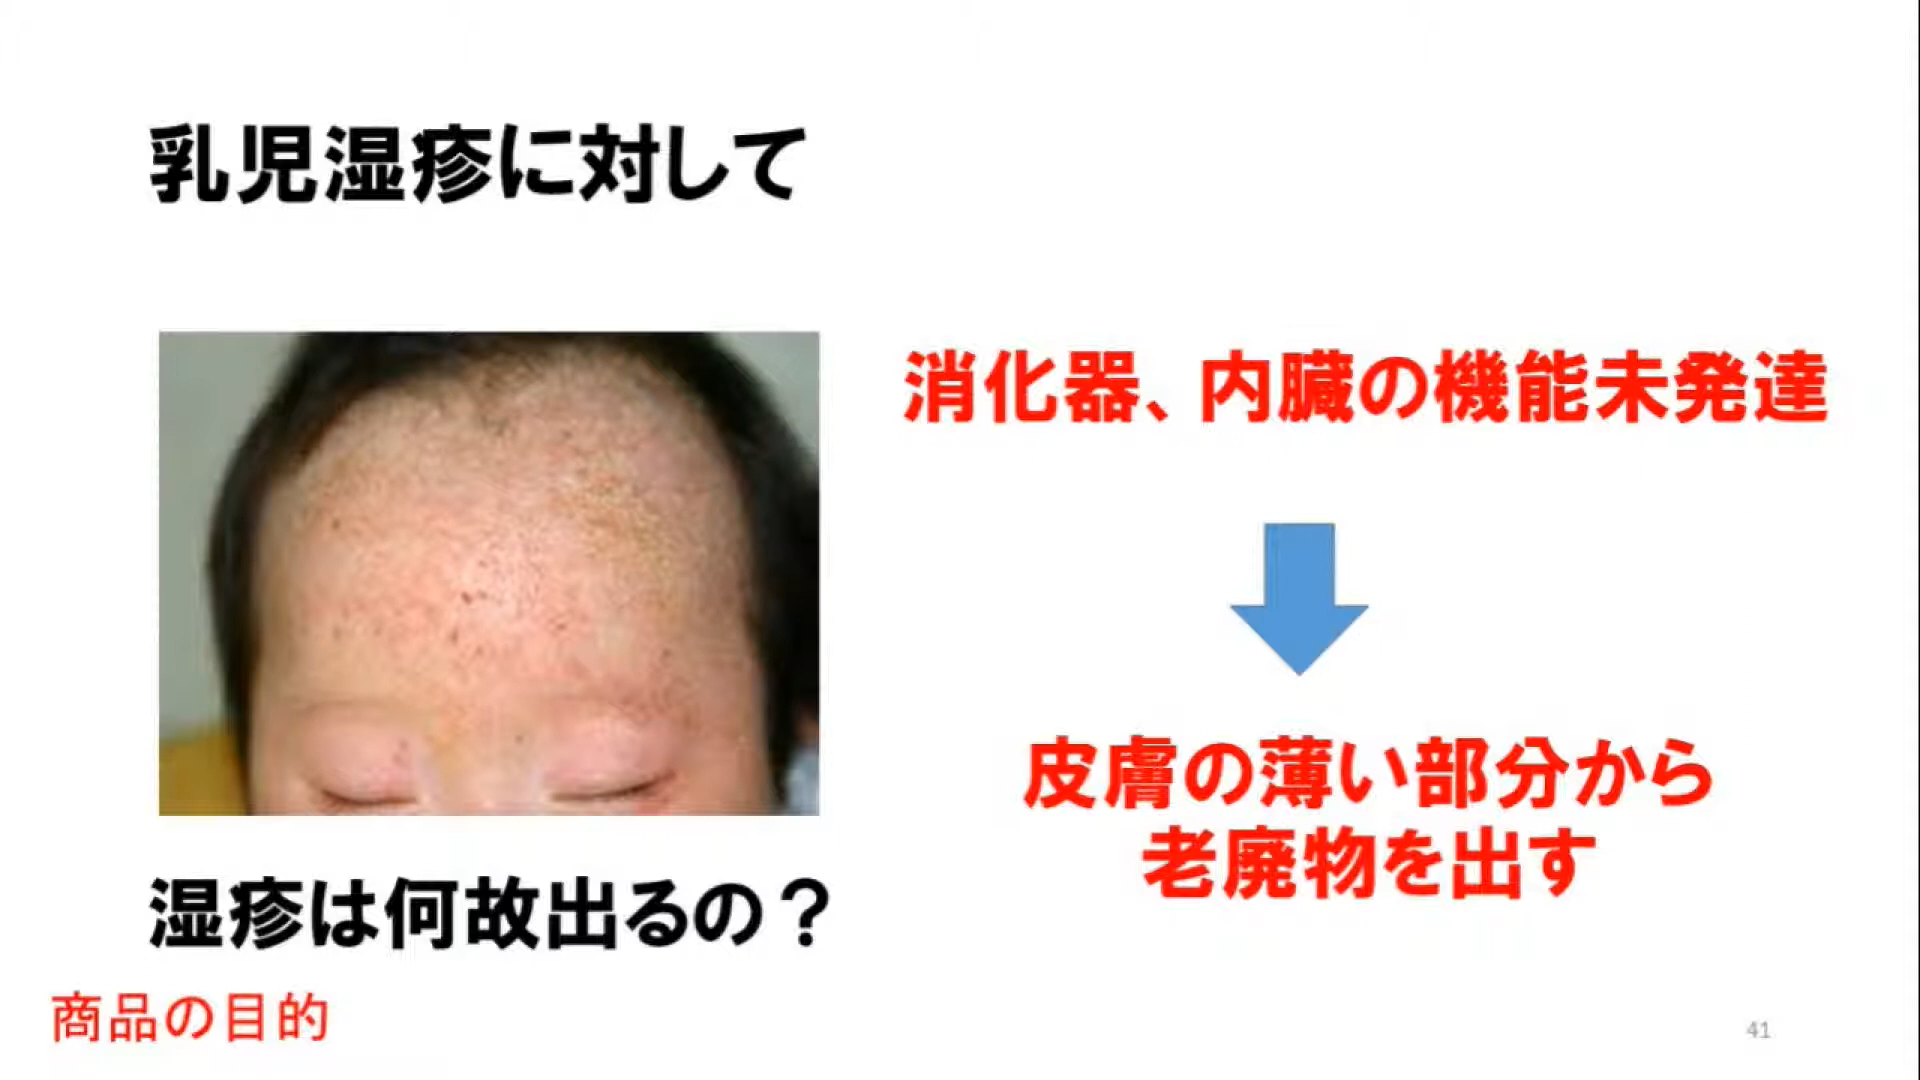 乳児湿疹に対して
消化器、内臓の機能未発達
皮膚の薄い部分から
老廃物を出す
湿疹は何故出るの？
商品の目的
41